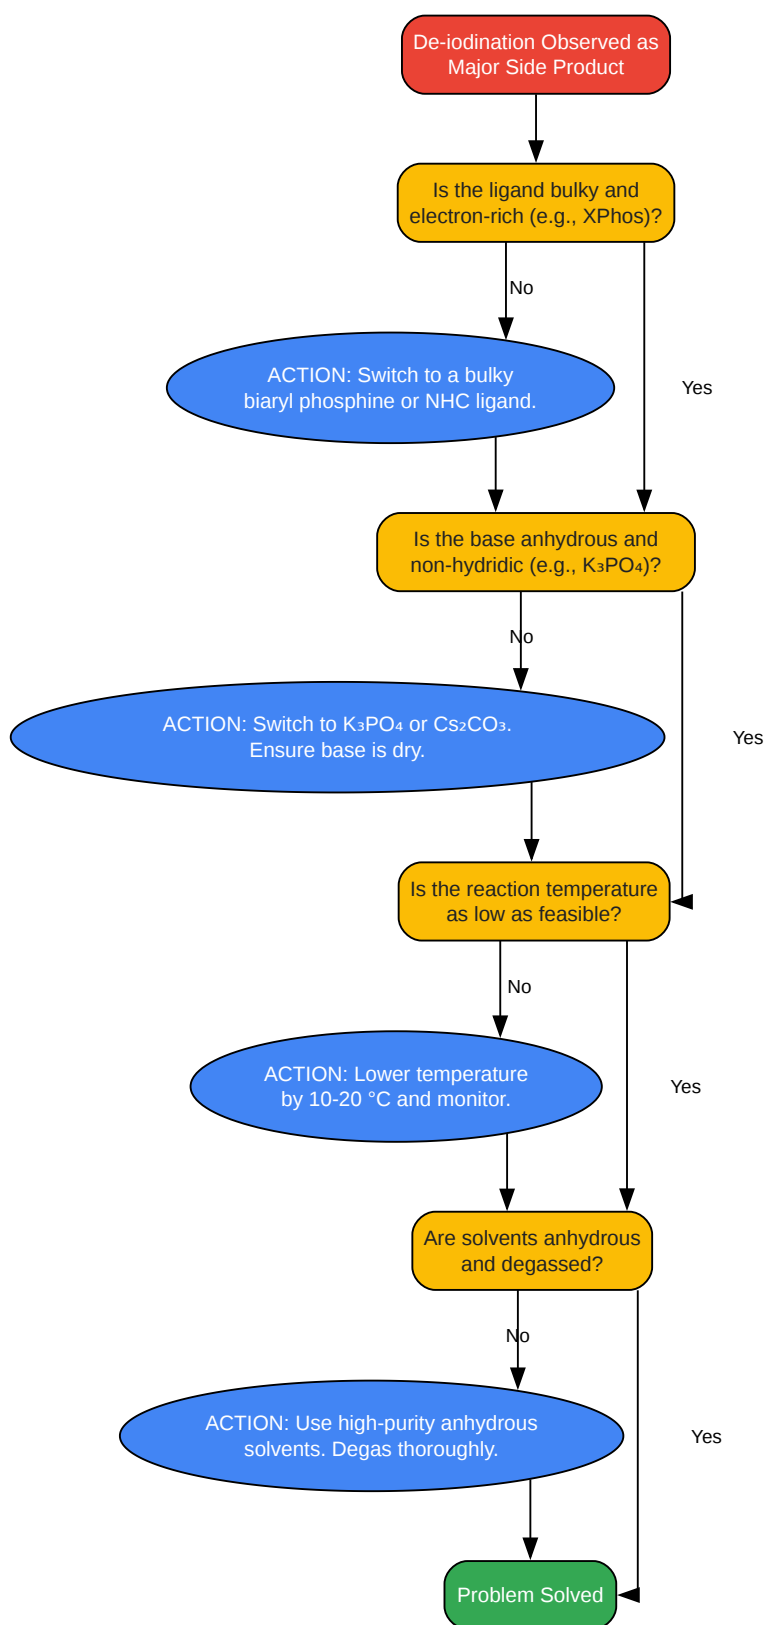 De-iodination Observed as
Major Side Product
Is the ligand bulky and
electron-rich (e.g., XPhos)?
No
ACTION: Switch to a bulky
biaryl phosphine or NHC ligand.
Yes
Is the base anhydrous and
non-hydridic (e.g., K₃PO₄)?
No
ACTION: Switch to K₃PO₄ or Cs₂CO₃.
Ensure base is dry.
Yes
Is the reaction temperature
as low as feasible?
No
ACTION: Lower temperature
by 10-20 °C and monitor.
Yes
Are solvents anhydrous
and degassed?
No
ACTION: Use high-purity anhydrous
solvents. Degas thoroughly.
Yes
Problem Solved